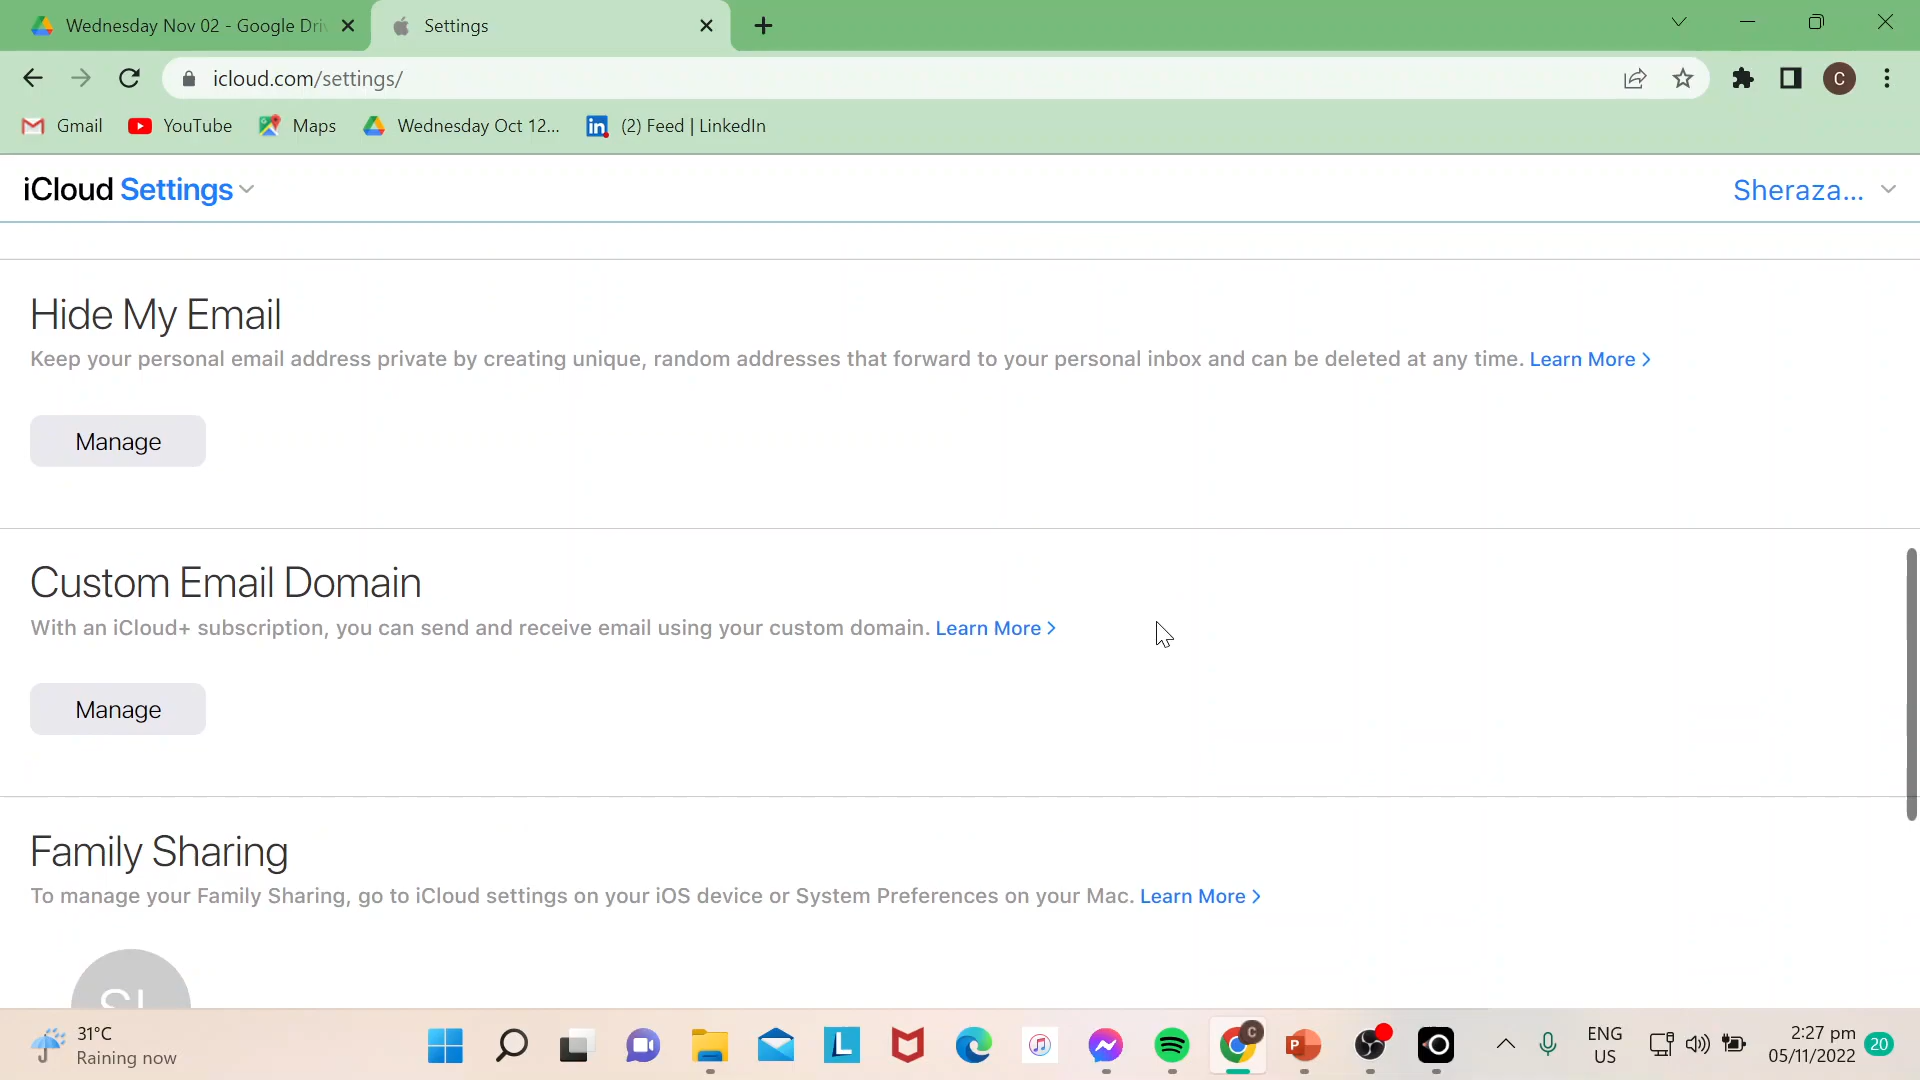 Wednesday Nov 02 - Google Dri
Settings
icloud.com/settings/
C
Gmail
YouTube
Maps
Wednesday Oct 12...
(2) Feed | LinkedIn
iCloud Settings
Sheraza...
Hide My Email
Keep your personal email address private by creating unique, random addresses that forward to your personal inbox and can be deleted at any time. Learn More >
Manage
Custom Email Domain
With an iCloud+ subscription, you can send and receive email using your custom domain. Learn More >
Manage
Family Sharing
To manage your Family Sharing, go to iCloud settings on your iOS device or System Preferences on your Mac. Learn More >
31°C
Raining now
L
C
P
ENG
US
2:27 pm
05/11/2022
20